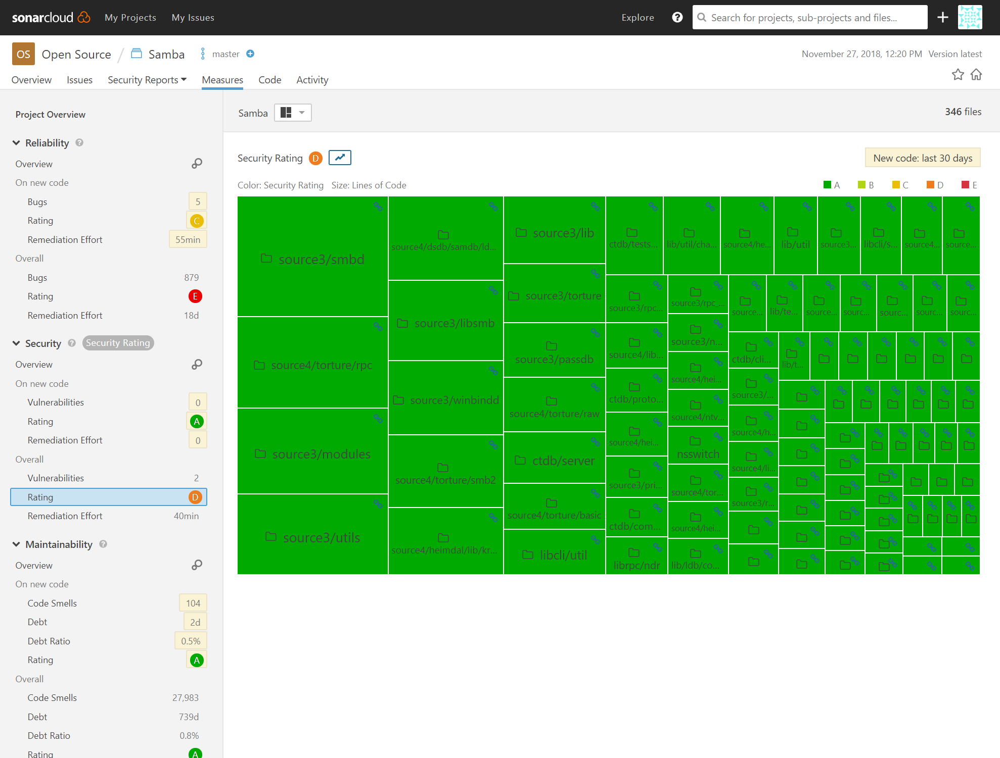 sonarcloud My Projects My Issues Explore ? Search for projects, sub-projects and files...
OS Open Source / Samba master November 27, 2018, 12:20 PM Version latest
Overview Issues Security Reports Measures Code Activity
Project Overview
Reliability ?
Overview
On new code
Bugs 5
Rating C
Remediation Effort 55min
Overall
Bugs 879
Rating E
Remediation Effort 18d
Security ? Security Rating
Overview
On new code
Vulnerabilities 0
Rating A
Remediation Effort 0
Overall
Vulnerabilities 2
Rating D
Remediation Effort 40min
Maintainability ?
Overview
On new code
Code Smells 104
Debt 2d
Debt Ratio 0.5%
Rating A
Overall
Code Smells 27,983
Debt 739d
Debt Ratio 0.8%
Rating A
Samba 346 files
Security Rating D New code: last 30 days
Color: Security Rating Size: Lines of Code A B C D E
source3/smbd
source4/torture/rpc
source3/modules
source3/utils
source4/dsdb/samdb/ld...
source3/libsmb
source3/winbindd
source4/torture/smb2
source4/heimdal/lib/kr...
source3/lib
source3/torture
source3/passdb
source4/torture/raw
ctdb/server
source4/torture/basic
libcli/util
ctdb/tests... lib/util/cha... source4/he... lib/util source3... libcli/s... source4... source...
source3/rpc...
source4/lib...
ctdb/proto...
source4/hei...
source3/pri...
ctdb/com...
librpc/ndr
source3/rpc_...
source3/n...
source4/hei...
source4/ntv...
nsswitch
source4/tor...
source4/hei...
lib/ldb/co...
source... lib/te... source... sourc... sourc... sourc... sourc...
ctdb/cli... lib/t...
source3/...
source4/h...
source4/li...
source3/r...